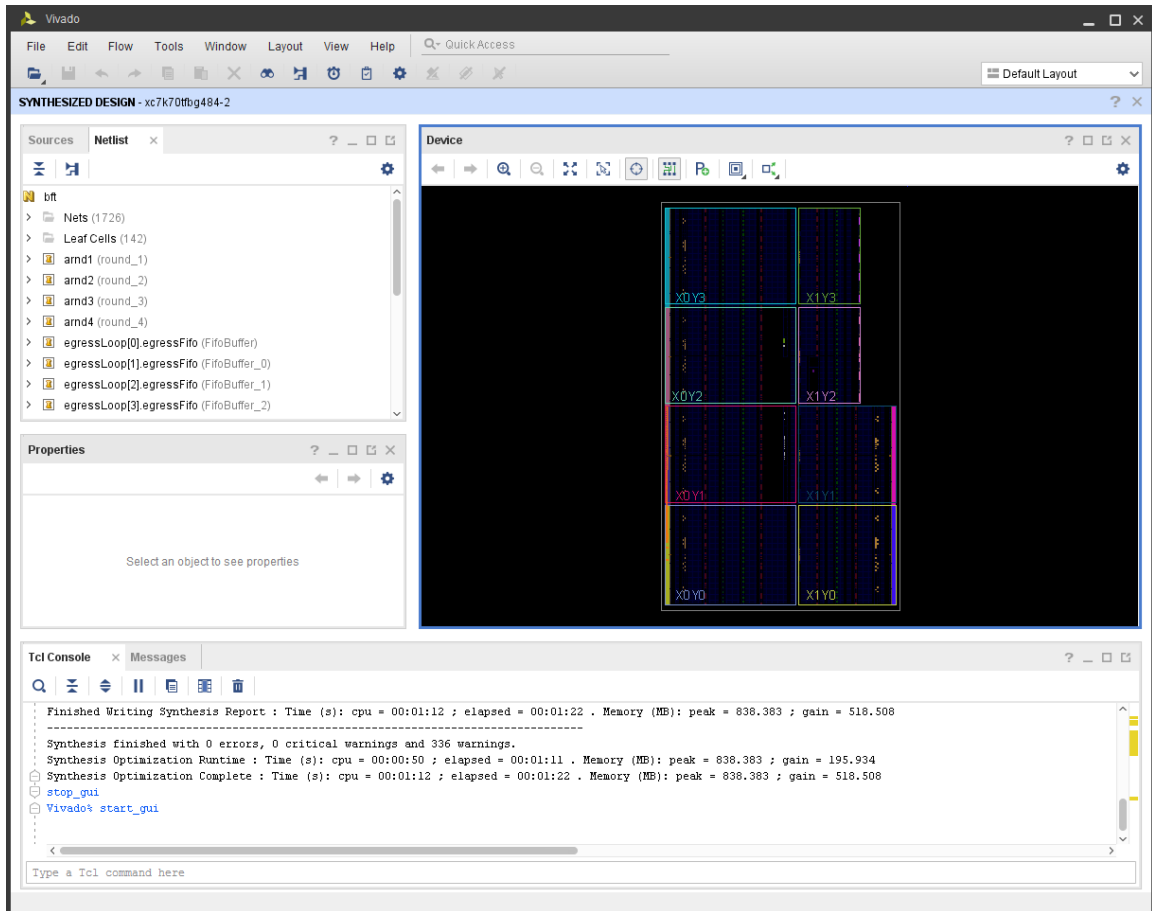 Vivado
File Edit Flow Tools Window Layout View Help Quick Access
Default Layout
SYNTHESIZED DESIGN - xc7k70tfbg484-2
Sources Netlist
bft
Nets (1726)
Leaf Cells (142)
arnd1 (round_1)
arnd2 (round_2)
arnd3 (round_3)
arnd4 (round_4)
egressLoop[0].egressFifo (FifoBuffer)
egressLoop[1].egressFifo (FifoBuffer_0)
egressLoop[2].egressFifo (FifoBuffer_1)
egressLoop[3].egressFifo (FifoBuffer_2)
Properties
Select an object to see properties
Device
X0Y3 X1Y3
X0Y2 X1Y2
X0Y1 X1Y1
X0Y0 X1Y0
Tcl Console Messages
Finished Writing Synthesis Report : Time (s): cpu = 00:01:12 ; elapsed = 00:01:22 . Memory (MB): peak = 838.383 ; gain = 518.508
---------------------------------------------------------------------------------
Synthesis finished with 0 errors, 0 critical warnings and 336 warnings.
Synthesis Optimization Runtime : Time (s): cpu = 00:00:50 ; elapsed = 00:01:11 . Memory (MB): peak = 838.383 ; gain = 195.934
Synthesis Optimization Complete : Time (s): cpu = 00:01:12 ; elapsed = 00:01:22 . Memory (MB): peak = 838.383 ; gain = 518.508
stop_gui
Vivado% start_gui
Type a Tcl command here